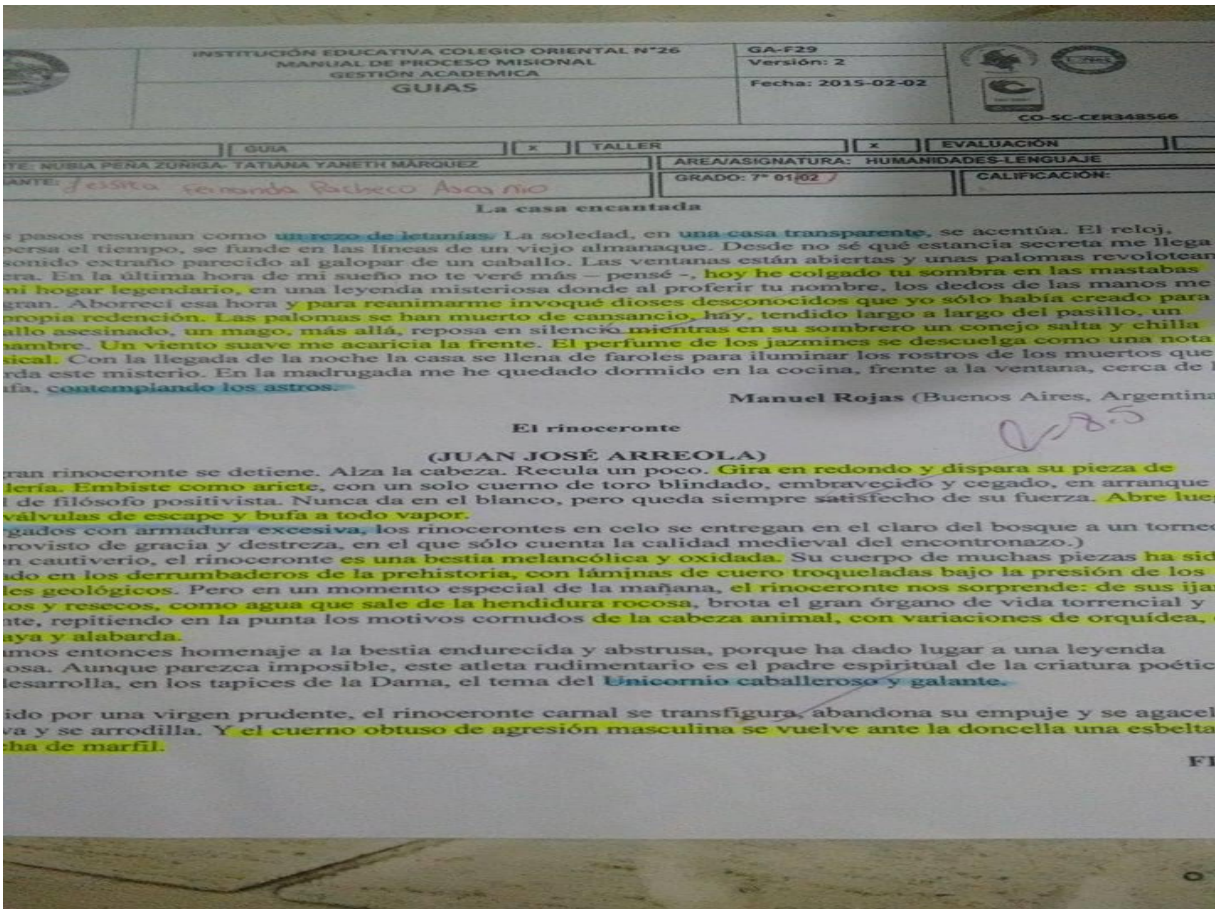 INSTITUCIÓN EDUCATIVA COLEGIO ORIENTAL N°26
MANUAL DE PROCESO MISIONAL
GESTIÓN ACADEMICA
GUIAS
GA-F29
Versión: 2
Fecha: 2015-02-02
CO-SC-CER348566
GUIA x TALLER x EVALUACIÓN
TE: NUBIA PEÑA ZUÑIGA- TATIANA YANETH MÁRQUEZ AREA/ASIGNATURA: HUMANIDADES-LENGUAJE
ANTE: Jessica Fernanda Pacheco Ascanio GRADO: 7° 01-02 CALIFICACIÓN:
La casa encantada
s pasos resuenan como un rezo de letanías. La soledad, en una casa transparente, se acentúa. El reloj,
persa el tiempo, se funde en las líneas de un viejo almanaque. Desde no sé qué estancia secreta me llega
sonido extraño parecido al galopar de un caballo. Las ventanas están abiertas y unas palomas revolotean
era. En la última hora de mi sueño no te veré más – pensé -, hoy he colgado tu sombra en las mastabas
mi hogar legendario, en una leyenda misteriosa donde al proferir tu nombre, los dedos de las manos me
gran. Aborrecí esa hora y para reanimarme invoqué dioses desconocidos que yo sólo había creado para
propia redención. Las palomas se han muerto de cansancio, hay, tendido largo a largo del pasillo, un
allo asesinado, un mago, más allá, reposa en silencio mientras en su sombrero un conejo salta y chilla
ambre. Un viento suave me acaricia la frente. El perfume de los jazmines se descuelga como una nota
sical. Con la llegada de la noche la casa se llena de faroles para iluminar los rostros de los muertos que
rda este misterio. En la madrugada me he quedado dormido en la cocina, frente a la ventana, cerca de l
ufa, contemplando los astros.
Manuel Rojas (Buenos Aires, Argentina
8.5
El rinoceronte
(JUAN JOSÉ ARREOLA)
gran rinoceronte se detiene. Alza la cabeza. Recula un poco. Gira en redondo y dispara su pieza de
llería. Embiste como ariete, con un solo cuerno de toro blindado, embravecido y cegado, en arranque
l de filósofo positivista. Nunca da en el blanco, pero queda siempre satisfecho de su fuerza. Abre lueg
válvulas de escape y bufa a todo vapor.
gados con armadura excesiva, los rinocerontes en celo se entregan en el claro del bosque a un torneo
provisto de gracia y destreza, en el que sólo cuenta la calidad medieval del encontronazo.)
n cautiverio, el rinoceronte es una bestia melancólica y oxidada. Su cuerpo de muchas piezas ha sid
ado en los derrumbaderos de la prehistoria, con láminas de cuero troqueladas bajo la presión de los
les geológicos. Pero en un momento especial de la mañana, el rinoceronte nos sorprende: de sus ija
tos y resecos, como agua que sale de la hendidura rocosa, brota el gran órgano de vida torrencial y
nte, repitiendo en la punta los motivos cornudos de la cabeza animal, con variaciones de orquídea,
aya y alabarda.
amos entonces homenaje a la bestia endurecida y abstrusa, porque ha dado lugar a una leyenda
osa. Aunque parezca imposible, este atleta rudimentario es el padre espiritual de la criatura poétic
desarrolla, en los tapices de la Dama, el tema del Unicornio caballeroso y galante.
ido por una virgen prudente, el rinoceronte carnal se transfigura, abandona su empuje y se agacel
va y se arrodilla. Y el cuerno obtuso de agresión masculina se vuelve ante la doncella una esbelta
cha de marfil.